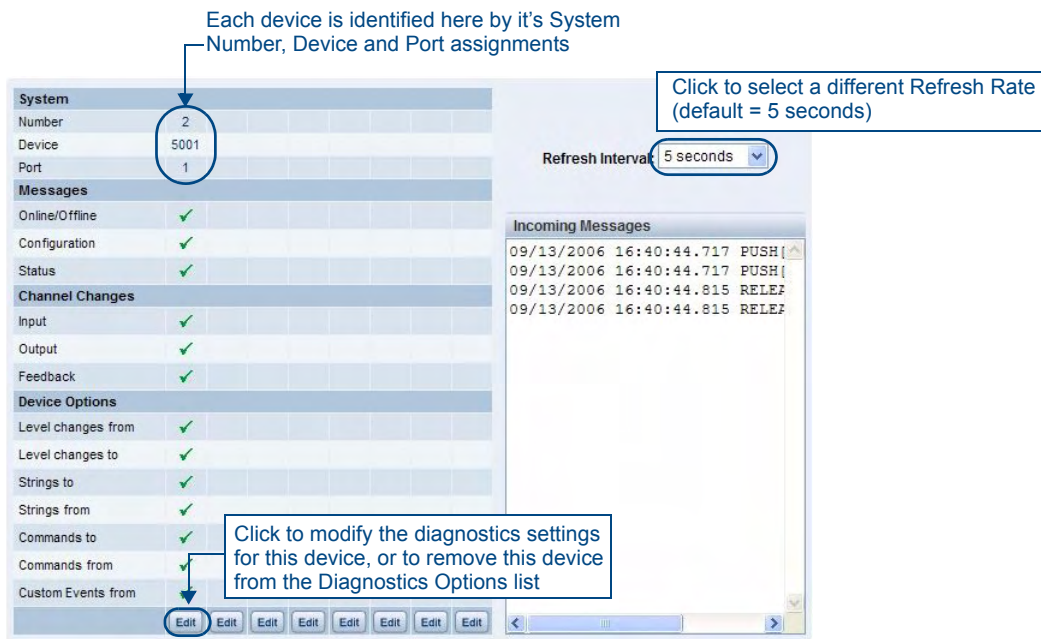 Each device is identified here by it's System
Number, Device and Port assignments
Click to select a different Refresh Rate
(default = 5 seconds)
System
Number 2
Device 5001
Port 1
Refresh Interval: 5 seconds
Messages
Online/Offline
Configuration
Status
Channel Changes
Input
Output
Feedback
Device Options
Level changes from
Level changes to
Strings to
Strings from
Commands to
Commands from
Custom Events from
Edit Edit Edit Edit Edit Edit Edit Edit
Incoming Messages
09/13/2006 16:40:44.717 PUSH[
09/13/2006 16:40:44.717 PUSH[
09/13/2006 16:40:44.815 RELEA
09/13/2006 16:40:44.815 RELEA
Click to modify the diagnostics settings
for this device, or to remove this device
from the Diagnostics Options list